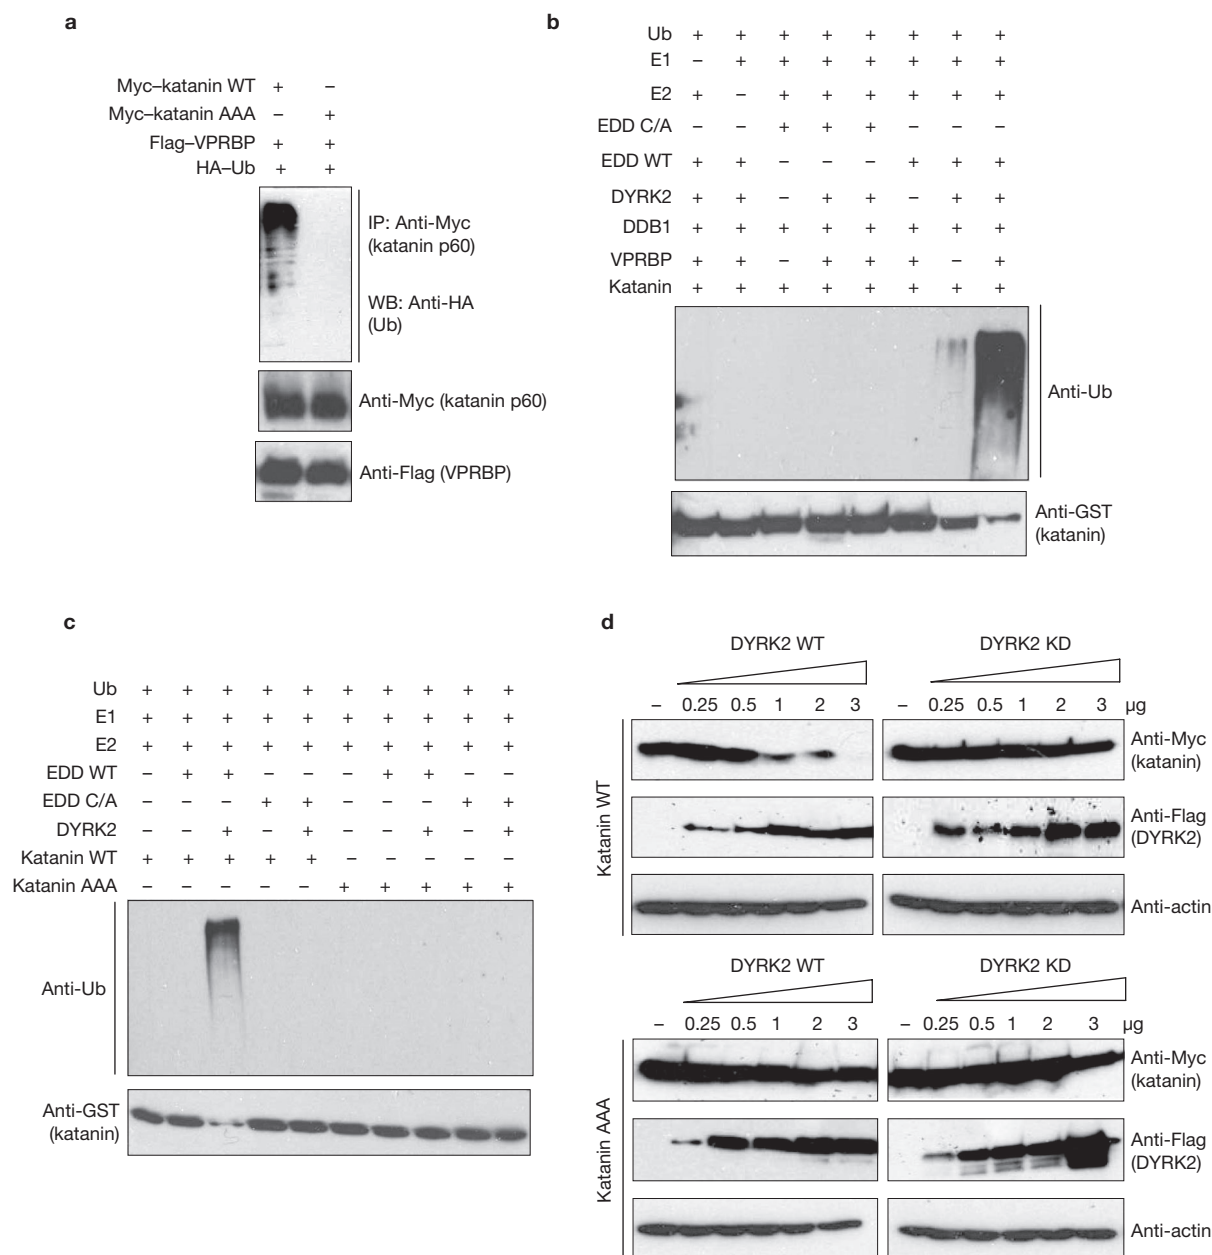 a
Myc–katanin WT + –
Myc–katanin AAA – +
Flag–VPRBP + +
HA–Ub + +
IP: Anti-Myc
(katanin p60)
WB: Anti-HA
(Ub)
Anti-Myc (katanin p60)
Anti-Flag (VPRBP)
b
Ub + + + + + + + +
E1 – + + + + + + +
E2 + – + + + + + +
EDD C/A – – + + + – – –
EDD WT + + – – – + + +
DYRK2 + + – + + – + +
DDB1 + + + + + + + +
VPRBP + + – + + + – +
Katanin + + + + + + + +
Anti-Ub
Anti-GST
(katanin)
c
Ub + + + + + + + + + +
E1 + + + + + + + + + +
E2 + + + + + + + + + +
EDD WT – + + – – – + + – –
EDD C/A – – – + + – – – + +
DYRK2 – – + – + – – + – +
Katanin WT + + + + + – – – – –
Katanin AAA – – – – – + + + + +
Anti-Ub
Anti-GST
(katanin)
d
DYRK2 WT
DYRK2 KD
– 0.25 0.5 1 2 3
– 0.25 0.5 1 2 3 µg
Katanin WT
Anti-Myc
(katanin)
Anti-Flag
(DYRK2)
Anti-actin
DYRK2 WT
DYRK2 KD
– 0.25 0.5 1 2 3
– 0.25 0.5 1 2 3 µg
Katanin AAA
Anti-Myc
(katanin)
Anti-Flag
(DYRK2)
Anti-actin